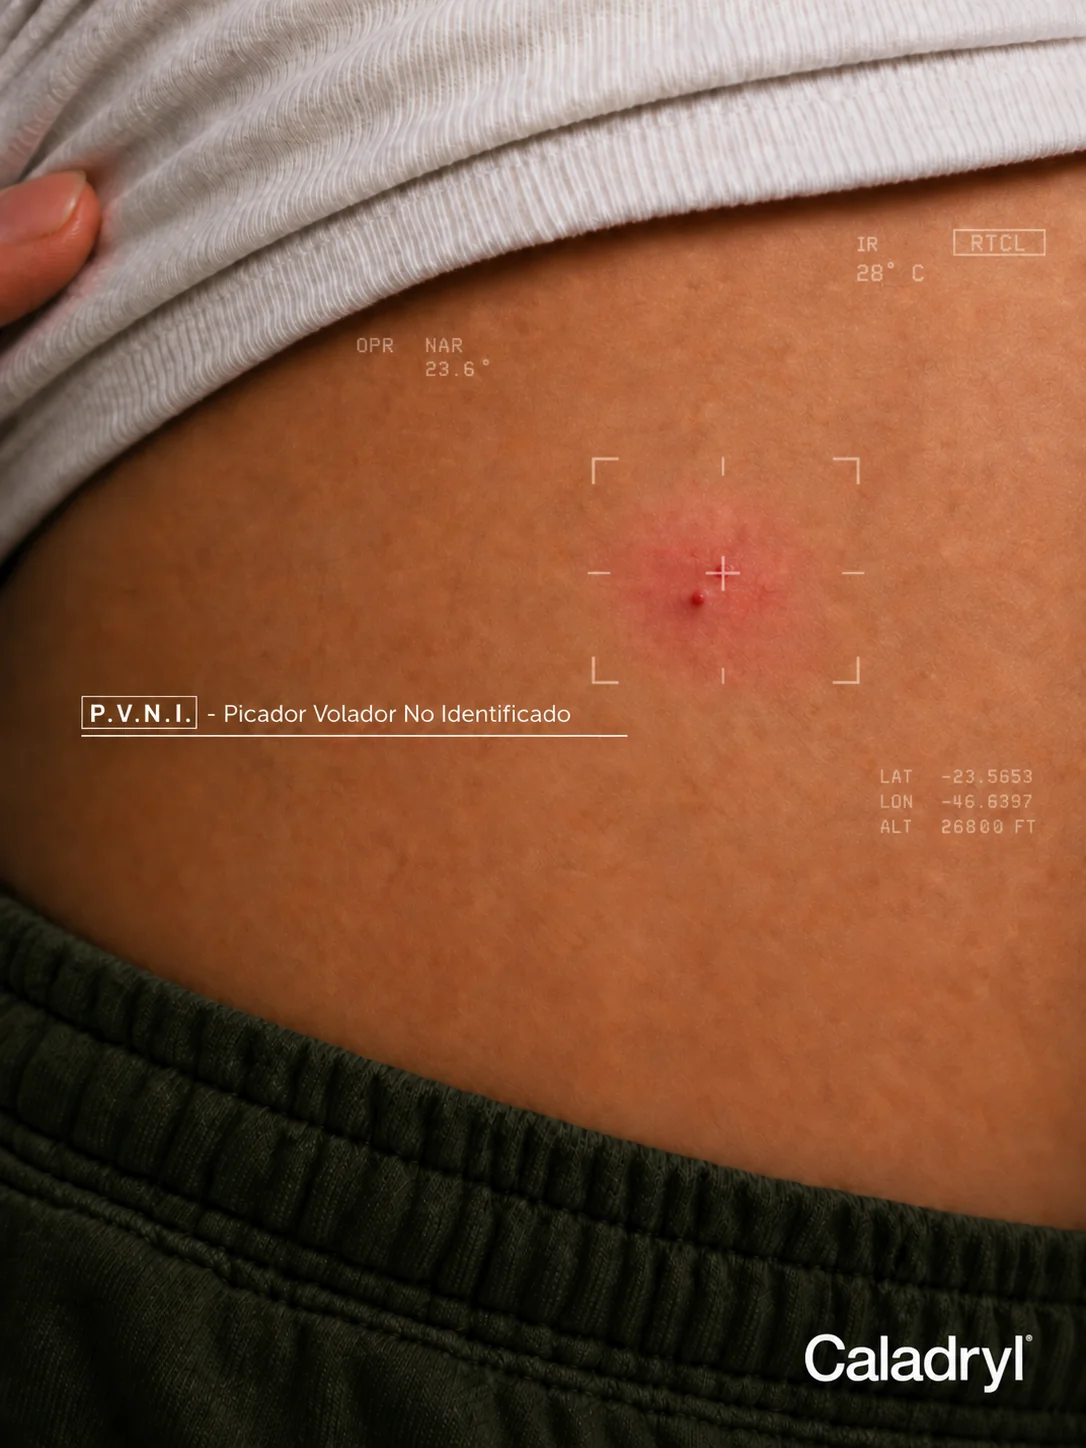 IR RTCL
28° C
OPR NAR
23.6°
P.V.N.I. - Picador Volador No Identificado
LAT -23.5653
LON -46.6397
ALT 26800 FT
Caladryl®